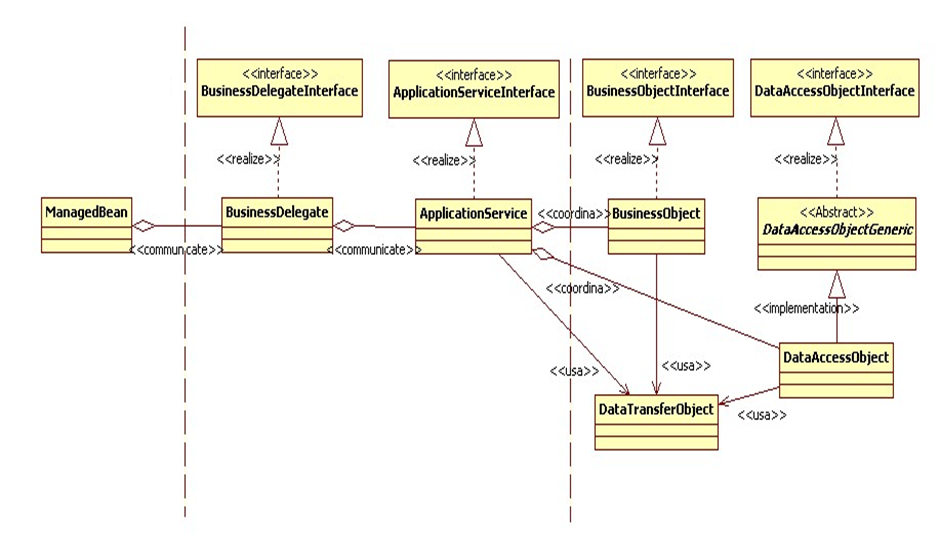 <<interface>>
BusinessDelegateInterface
<<interface>>
ApplicationServiceInterface
<<interface>>
BusinessObjectInterface
<<interface>>
DataAccessObjectInterface
<<realize>>
<<realize>>
<<realize>>
<<realize>>
ManagedBean
BusinessDelegate
ApplicationService
<<coordina>>
BusinessObject
<<Abstract>>
DataAccessObjectGeneric
<<communicate>>
<<communicate>>
<<coordina>>
<<implementation>>
DataAccessObject
<<usa>>
<<usa>>
DataTransferObject
<<usa>>